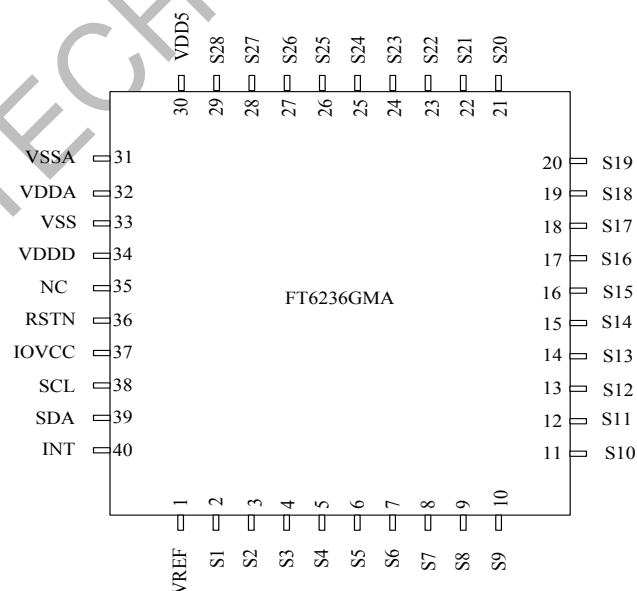 TECH
VDD5 S28 S27 S26 S25 S24 S23 S22 S21 S20
30 29 28 27 26 25 24 23 22 21
VSSA 31 20 S19
VDDA 32 19 S18
VSS 33 18 S17
VDDD 34 17 S16
NC 35 16 S15
FT6236GMA
RSTN 36 15 S14
IOVCC 37 14 S13
SCL 38 13 S12
SDA 39 12 S11
INT 40 11 S10
1 2 3 4 5 6 7 8 9 10
VREF S1 S2 S3 S4 S5 S6 S7 S8 S9